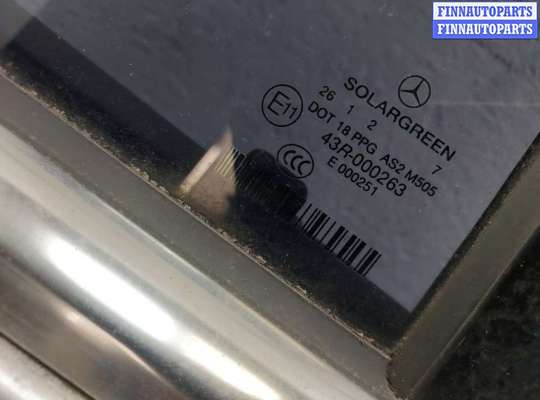 FINNAUTOPARTS
FINNAUTOPARTS
SOLARGREEN
26 1 2 7
E11
DOT 18 PPG AS2 M505
43R-000263
E 000251
CCC